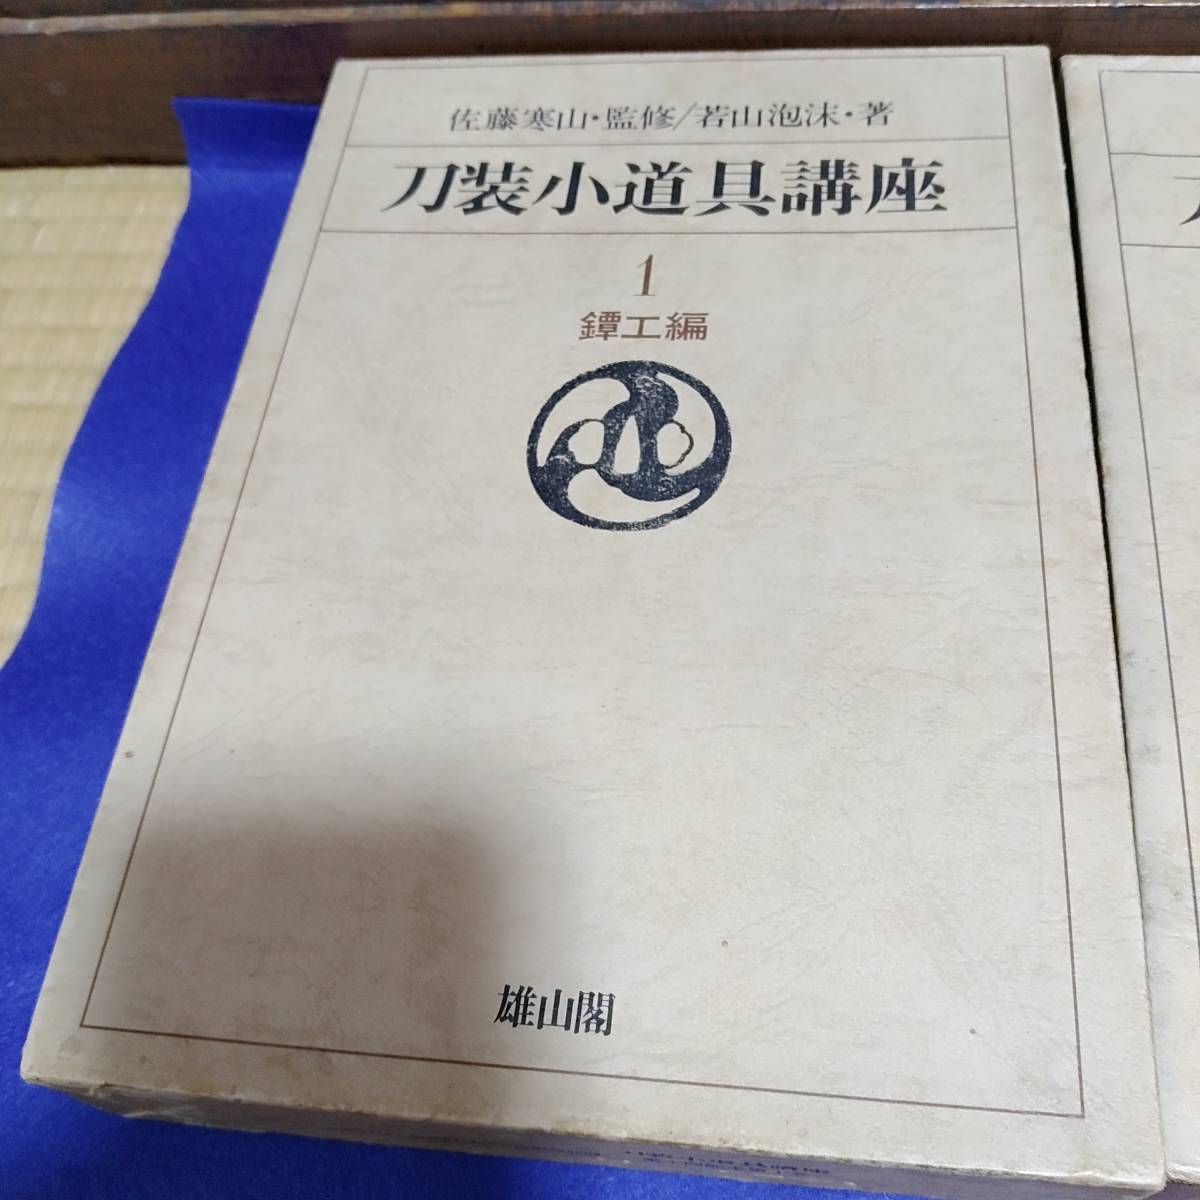 佐藤寒山・監修/若山泡沫・著
刀装小道具講座
1
鐔工編
雄山閣